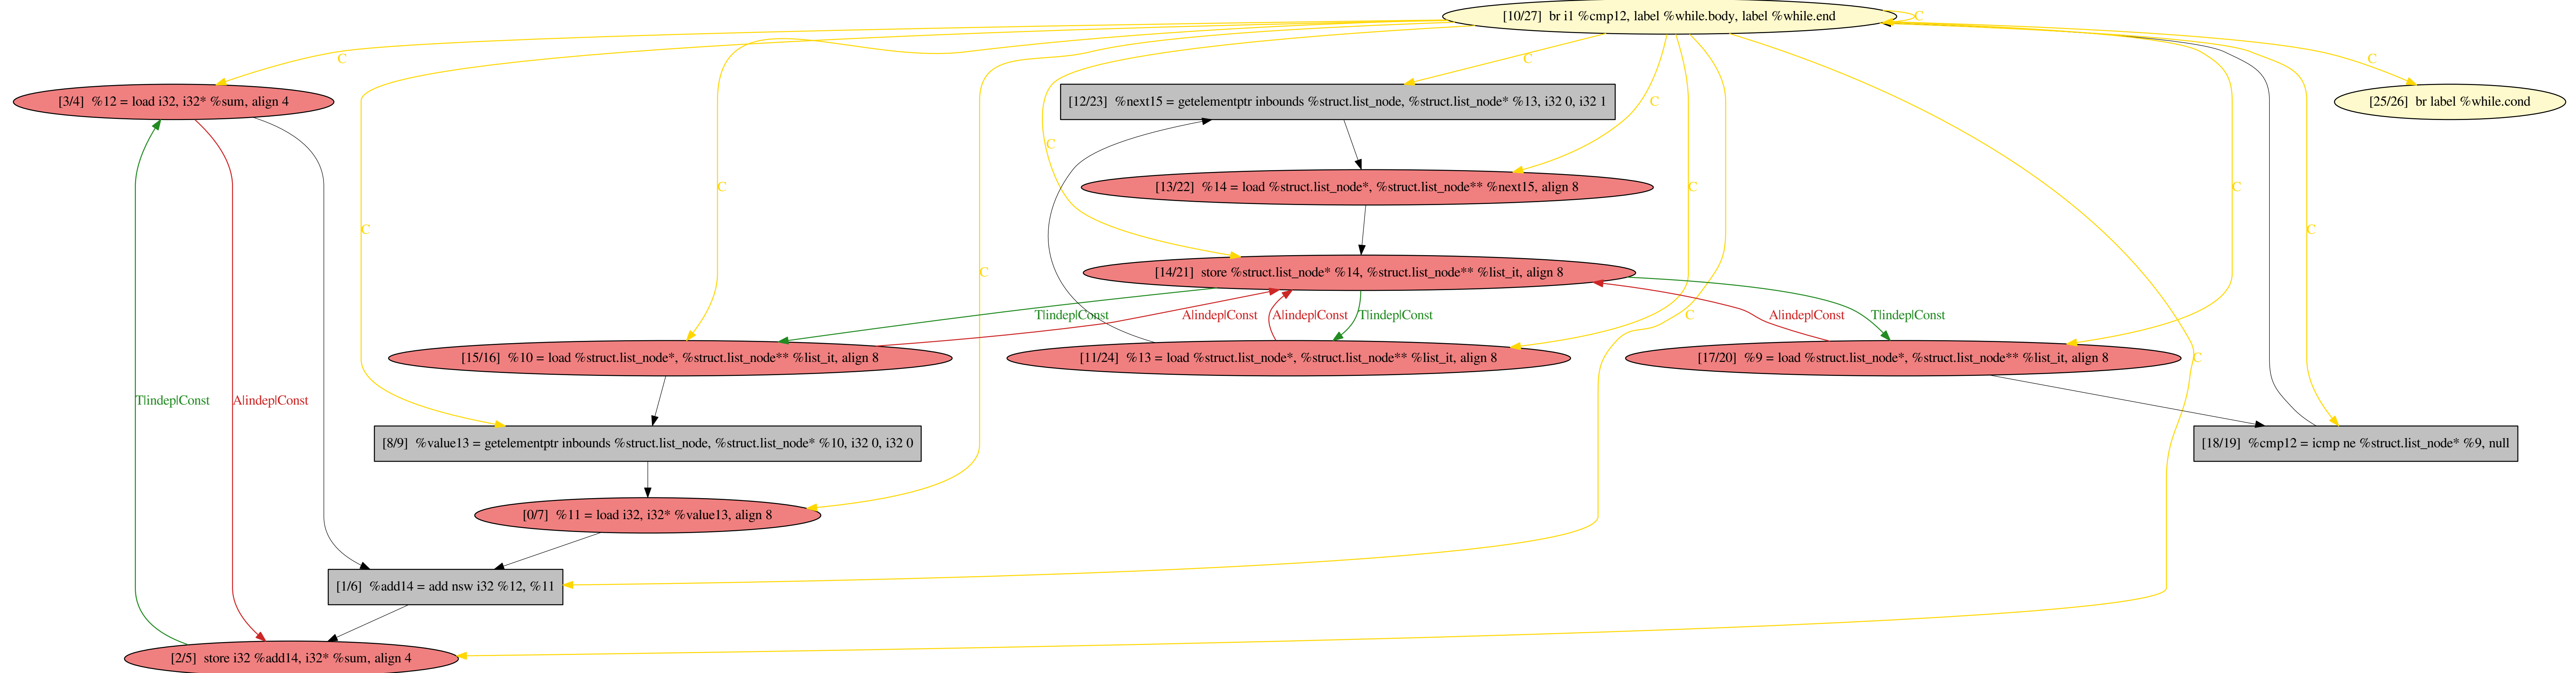 [10/27]  br i1 %cmp12, label %while.body, label %while.end
C
C
C
C
[3/4]  %12 = load i32, i32* %sum, align 4
[12/23]  %next15 = getelementptr inbounds %struct.list_node, %struct.list_node* %13, i32 0, i32 1
C
[25/26]  br label %while.cond
C
C
[13/22]  %14 = load %struct.list_node*, %struct.list_node** %next15, align 8
C
C
C
C
C
[14/21]  store %struct.list_node* %14, %struct.list_node** %list_it, align 8
C
T|indep|Const
A|indep|Const
A|indep|Const
T|indep|Const
C
A|indep|Const
T|indep|Const
[15/16]  %10 = load %struct.list_node*, %struct.list_node** %list_it, align 8
[11/24]  %13 = load %struct.list_node*, %struct.list_node** %list_it, align 8
[17/20]  %9 = load %struct.list_node*, %struct.list_node** %list_it, align 8
C
T|indep|Const
A|indep|Const
[8/9]  %value13 = getelementptr inbounds %struct.list_node, %struct.list_node* %10, i32 0, i32 0
[18/19]  %cmp12 = icmp ne %struct.list_node* %9, null
[0/7]  %11 = load i32, i32* %value13, align 8
[1/6]  %add14 = add nsw i32 %12, %11
[2/5]  store i32 %add14, i32* %sum, align 4